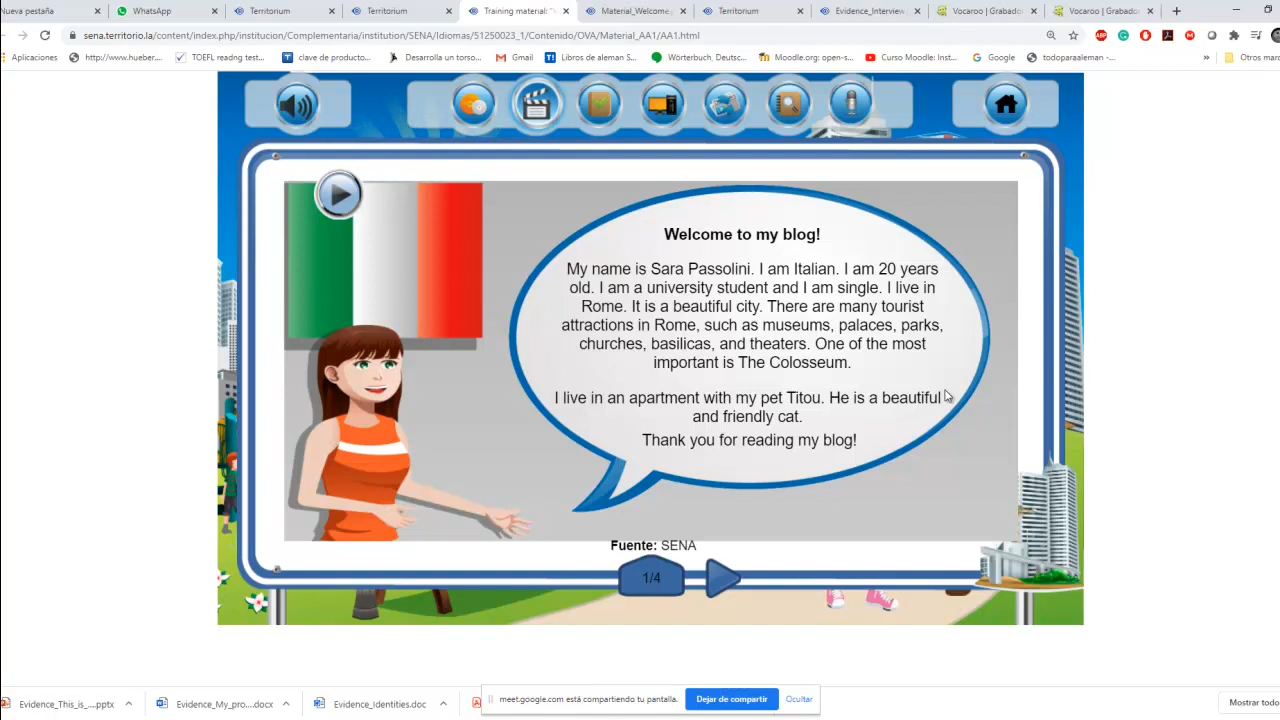 Nueva pestaña
WhatsApp
Territorium
Territorium
Training material: "
Material_Welcome
Territorium
Evidence_Interview
Vocaroo | Grabado
Vocaroo | Grabado
sena.territorio.la/content/index.php/institucion/Complementaria/institution/SENA/Idiomas/51250023_1/Contenido/OVA/Material_AA1/AA1.html
Aplicaciones
http://www.hueber...
TOEFL readng test...
clave de producto...
Desarrolla un torso...
Gmail
Libros de aleman S...
Wörterbuch, Deutsc...
Moodle.org: open-s...
Curso Moodle: Inst...
Google
todoparaaleman -...
Otros mar
Welcome to my blog!
My name is Sara Passolini. I am Italian. I am 20 years
old. I am a university student and I am single. I live in
Rome. It is a beautiful city. There are many tourist
attractions in Rome, such as museums, palaces, parks,
churches, basilicas, and theaters. One of the most
important is The Colosseum.
I live in an apartment with my pet Titou. He is a beautiful
and friendly cat.
Thank you for reading my blog!
Fuente: SENA
1/4
Evidence_This_is_....pptx
Evidence_My_pro....docx
Evidence_identities.doc
meet.google.com está compartiendo tu pantalla.
Dejar de compartir
Ocultar
Mostrar todo